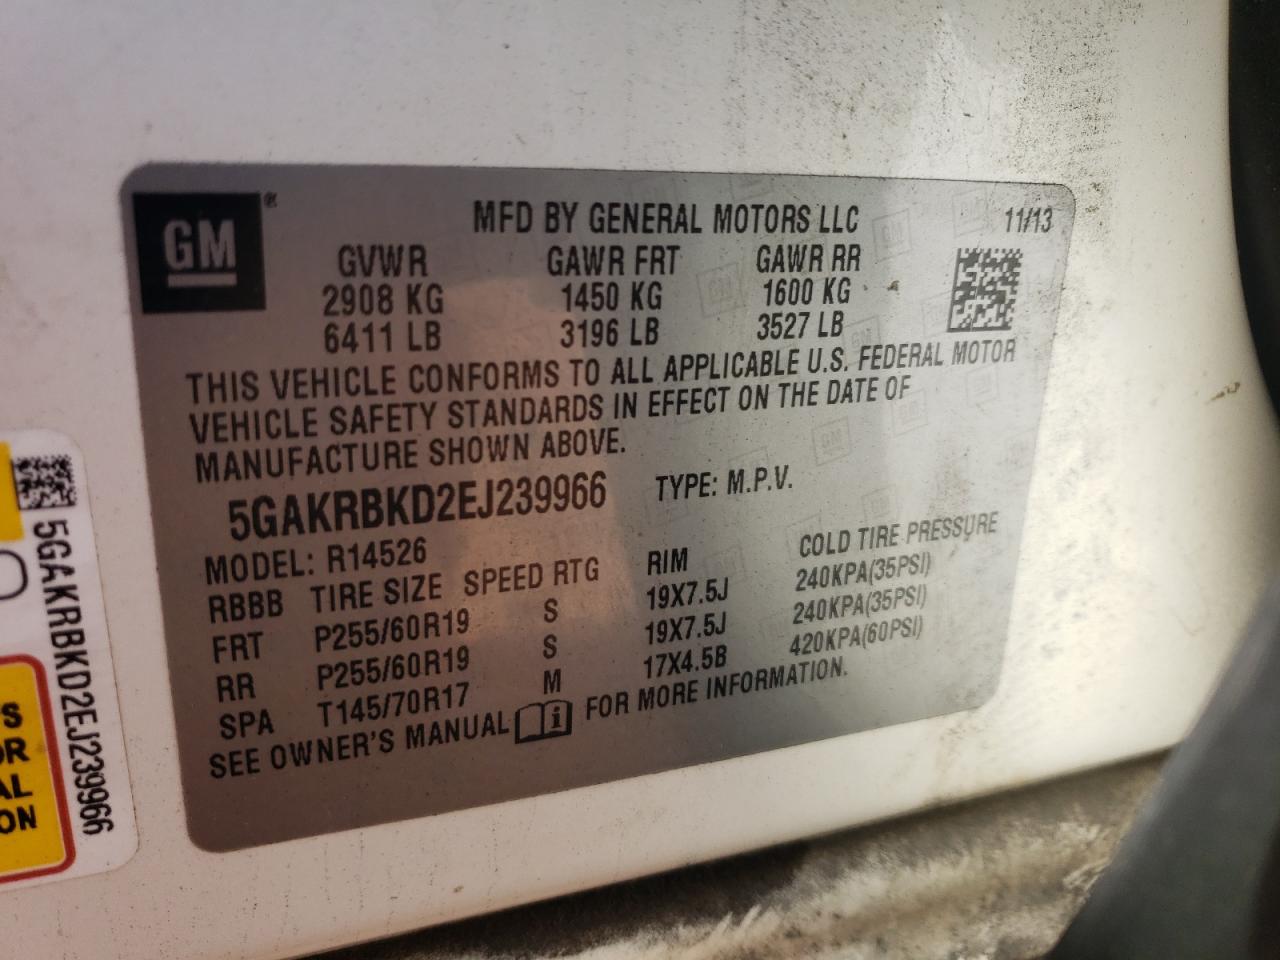 GM ®
MFD BY GENERAL MOTORS LLC 11/13
GVWR GAWR FRT GAWR RR
2908 KG 1450 KG 1600 KG
6411 LB 3196 LB 3527 LB
THIS VEHICLE CONFORMS TO ALL APPLICABLE U.S. FEDERAL MOTOR
VEHICLE SAFETY STANDARDS IN EFFECT ON THE DATE OF
MANUFACTURE SHOWN ABOVE.
5GAKRBKD2EJ239966 TYPE: M.P.V.
MODEL: R14526
RBBB TIRE SIZE SPEED RTG RIM COLD TIRE PRESSURE
FRT P255/60R19 S 19X7.5J 240KPA(35PSI)
RR P255/60R19 S 19X7.5J 240KPA(35PSI)
SPA T145/70R17 M 17X4.5B 420KPA(60PSI)
SEE OWNER'S MANUAL i FOR MORE INFORMATION.
5GAKRBKD2EJ239966
S
OR
AL
ON